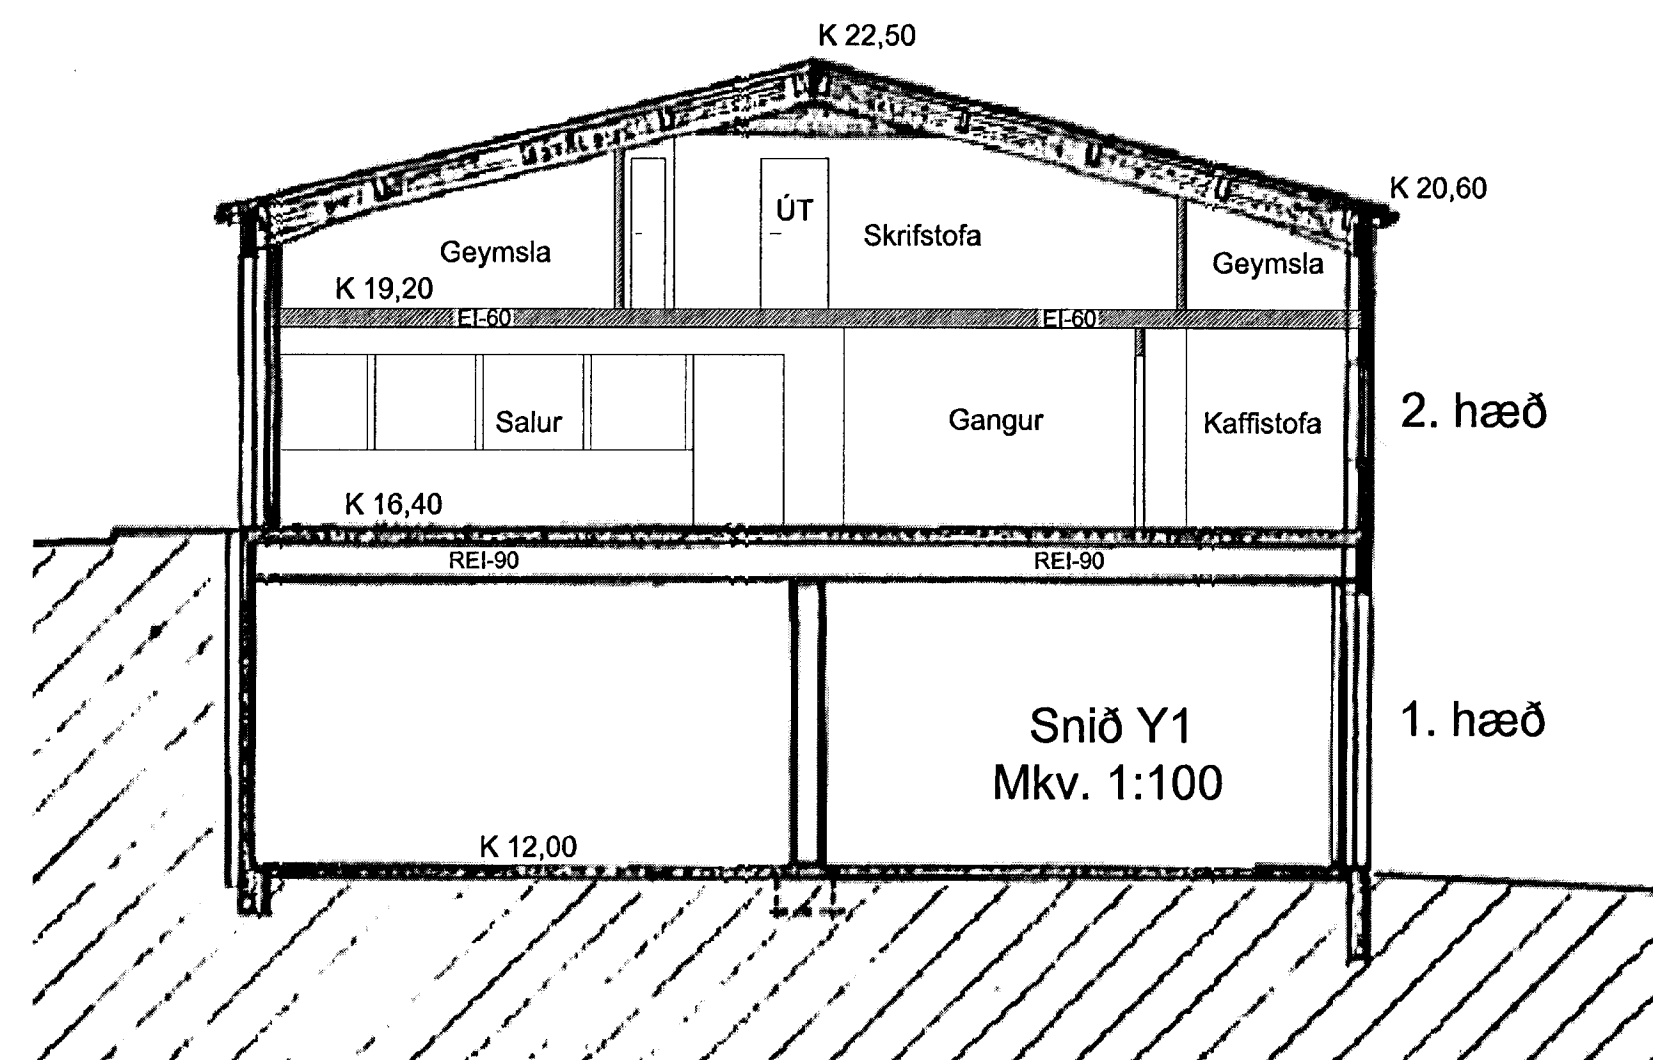 K 22,50
K 20,60
ÚT
Skrifstofa
Geymsla
Geymsla
K 19,20
EI-60
EI-60
2. hæð
Salur
Gangur
Kaffistofa
K 16,40
REI-90
REI-90
1. hæð
Snið Y1
Mkv. 1:100
K 12,00